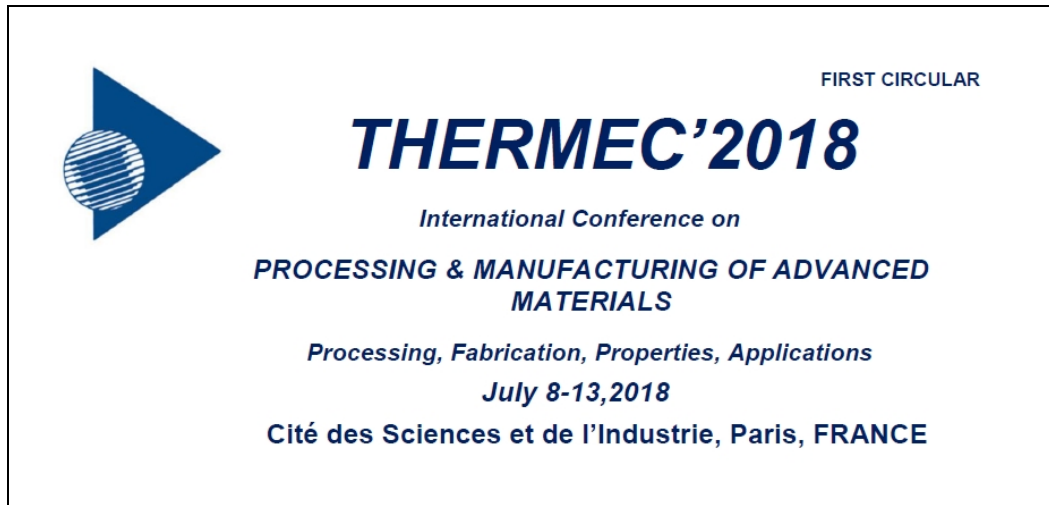 FIRST CIRCULAR
THERMEC’2018
International Conference on
PROCESSING & MANUFACTURING OF ADVANCED
MATERIALS
Processing, Fabrication, Properties, Applications
July 8-13,2018
Cité des Sciences et de l’Industrie, Paris, FRANCE